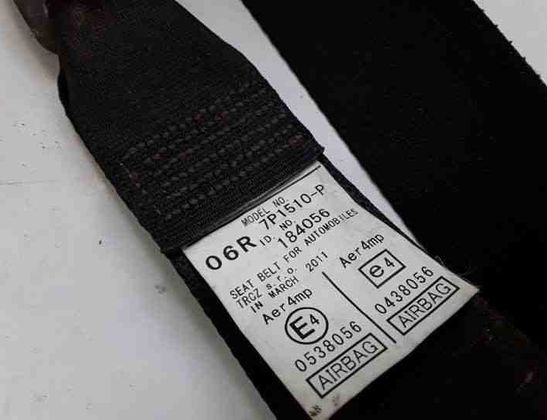 MODEL NO.
7P1510-P
06R ID NO.
184056
SEAT BELT FOR AUTOMOBILES
TRCZ s.r.o.
IN MARCH 2011
Aer4mp
E4
0538056
AIRBAG
Aer4mp
e4
0438056
AIRBAG